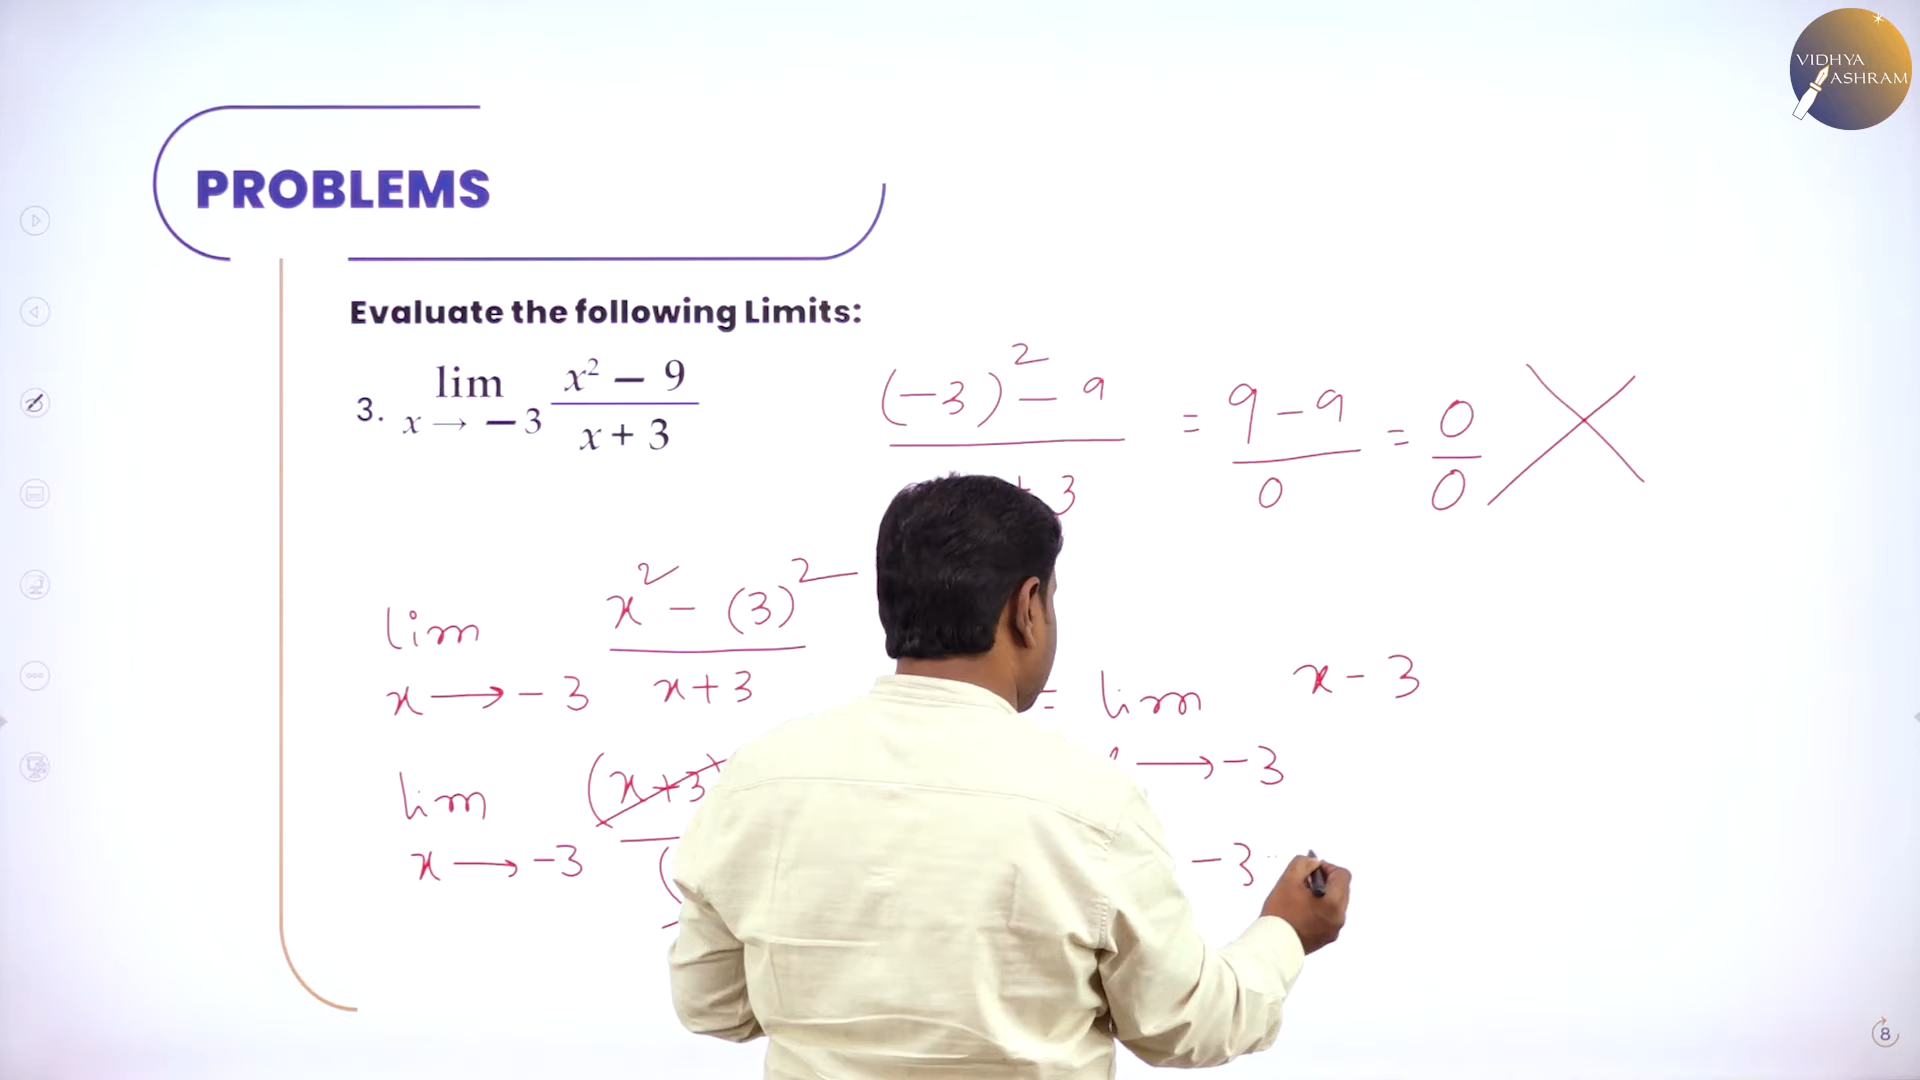 VIDHYA
ASHRAM
PROBLEMS
Evaluate the following Limits:
3. lim x → − 3 x² − 9 / x + 3
(−3)² − 9 / + 3 = 9 − 9 / 0 = 0 / 0
lim x → − 3 x² − (3)² / x + 3
lim x → −3 (x + 3
= lim → −3 x − 3
−3
8